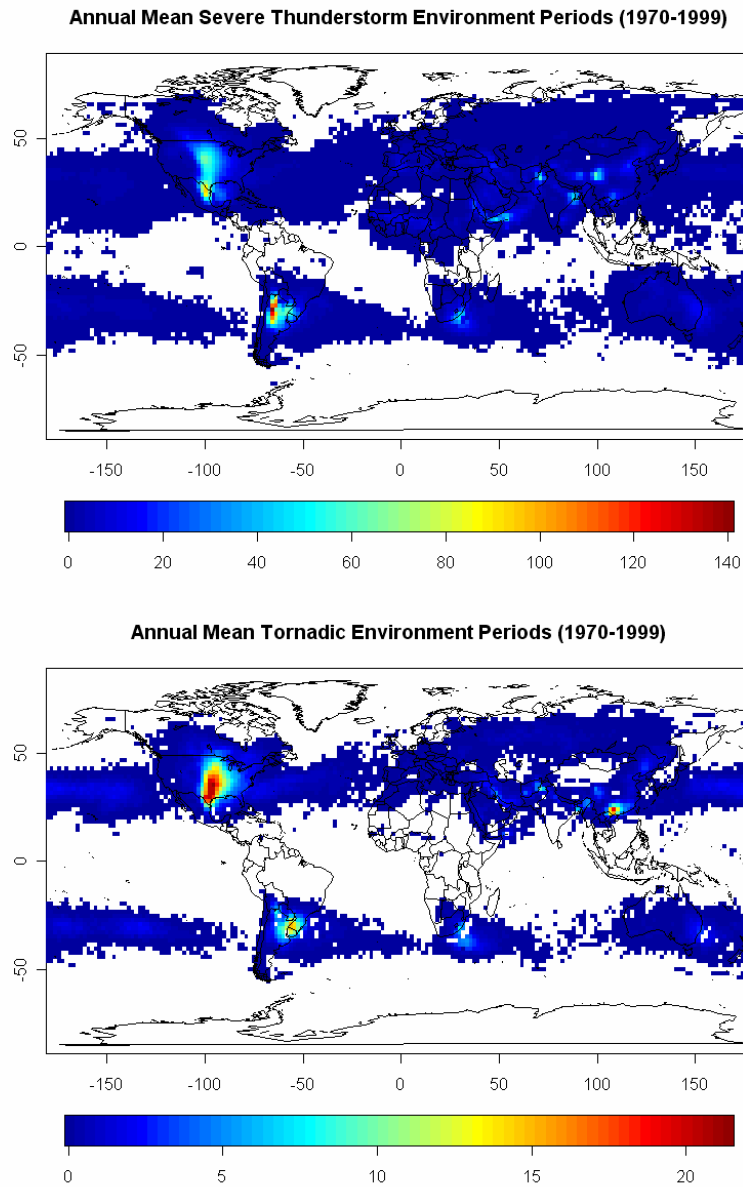 Annual Mean Severe Thunderstorm Environment Periods (1970-1999)
50
0
-50
-150 -100 -50 0 50 100 150
0 20 40 60 80 100 120 140
Annual Mean Tornadic Environment Periods (1970-1999)
50
0
-50
-150 -100 -50 0 50 100 150
0 5 10 15 20